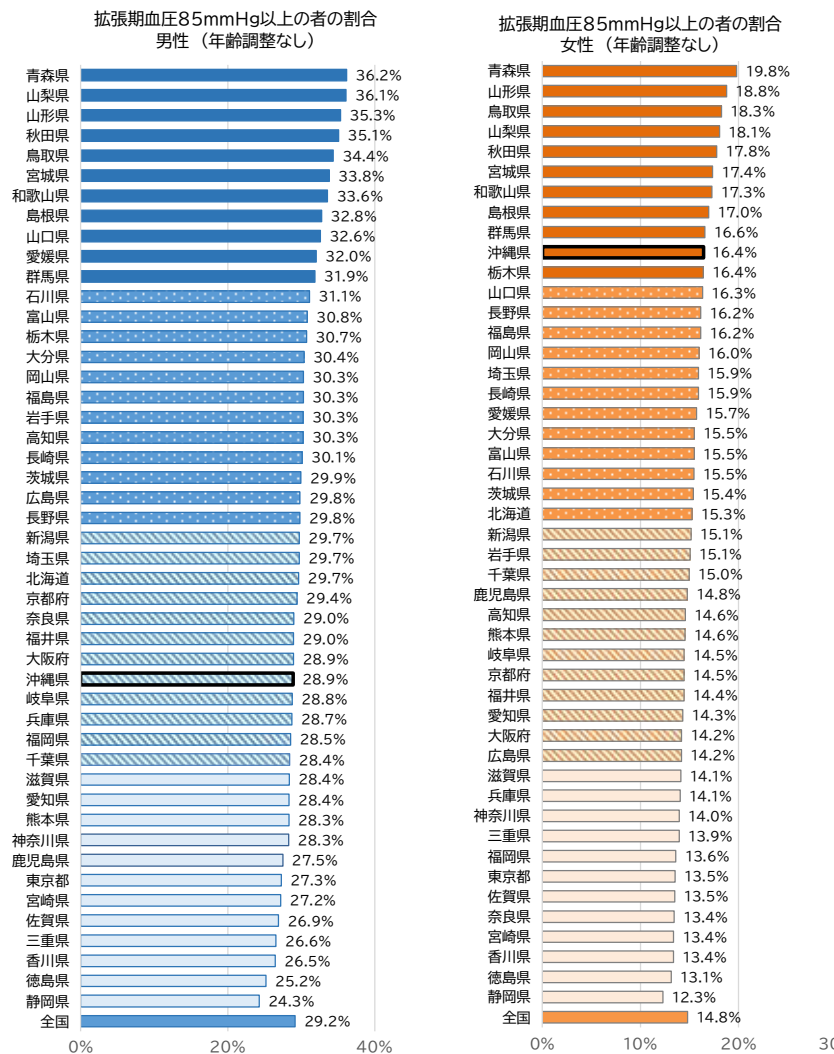 拡張期血圧85mmHg以上の者の割合
男性 （年齢調整なし）
青森県 36.2%
山梨県 36.1%
山形県 35.3%
秋田県 35.1%
鳥取県 34.4%
宮城県 33.8%
和歌山県 33.6%
島根県 32.8%
山口県 32.6%
愛媛県 32.0%
群馬県 31.9%
石川県 31.1%
富山県 30.8%
栃木県 30.7%
大分県 30.4%
岡山県 30.3%
福島県 30.3%
岩手県 30.3%
高知県 30.3%
長崎県 30.1%
茨城県 29.9%
広島県 29.8%
長野県 29.8%
新潟県 29.7%
埼玉県 29.7%
北海道 29.7%
京都府 29.4%
奈良県 29.0%
福井県 29.0%
大阪府 28.9%
沖縄県 28.9%
岐阜県 28.8%
兵庫県 28.7%
福岡県 28.5%
千葉県 28.4%
滋賀県 28.4%
愛知県 28.4%
熊本県 28.3%
神奈川県 28.3%
鹿児島県 27.5%
東京都 27.3%
宮崎県 27.2%
佐賀県 26.9%
三重県 26.6%
香川県 26.5%
徳島県 25.2%
静岡県 24.3%
全国 29.2%
0% 20% 40%
拡張期血圧85mmHg以上の者の割合
女性 （年齢調整なし）
青森県 19.8%
山形県 18.8%
鳥取県 18.3%
山梨県 18.1%
秋田県 17.8%
宮城県 17.4%
和歌山県 17.3%
島根県 17.0%
群馬県 16.6%
沖縄県 16.4%
栃木県 16.4%
山口県 16.3%
長野県 16.2%
福島県 16.2%
岡山県 16.0%
埼玉県 15.9%
長崎県 15.9%
愛媛県 15.7%
大分県 15.5%
富山県 15.5%
石川県 15.5%
茨城県 15.4%
北海道 15.3%
新潟県 15.1%
岩手県 15.1%
千葉県 15.0%
鹿児島県 14.8%
高知県 14.6%
熊本県 14.6%
岐阜県 14.5%
京都府 14.5%
福井県 14.4%
愛知県 14.3%
大阪府 14.2%
広島県 14.2%
滋賀県 14.1%
兵庫県 14.1%
神奈川県 14.0%
三重県 13.9%
福岡県 13.6%
東京都 13.5%
佐賀県 13.5%
奈良県 13.4%
宮崎県 13.4%
香川県 13.4%
徳島県 13.1%
静岡県 12.3%
全国 14.8%
0% 10% 20%